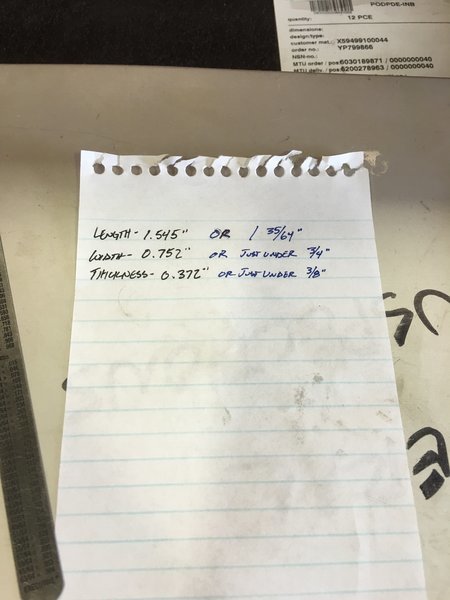 PODPDE-INB
quantity: 12 PCE
dimensions:
design:type:
customer mat.: X59499100044
order no.: YP799866
NSN-no.:
MTU order / pos: 6030189871 / 0000000040
MTU deliv. / pos: 6200278963 / 0000000040
LENGTH - 1.545" OR 1 35/64"
WIDTH - 0.752" OR JUST UNDER 3/4"
THICKNESS - 0.372" OR JUST UNDER 3/8"